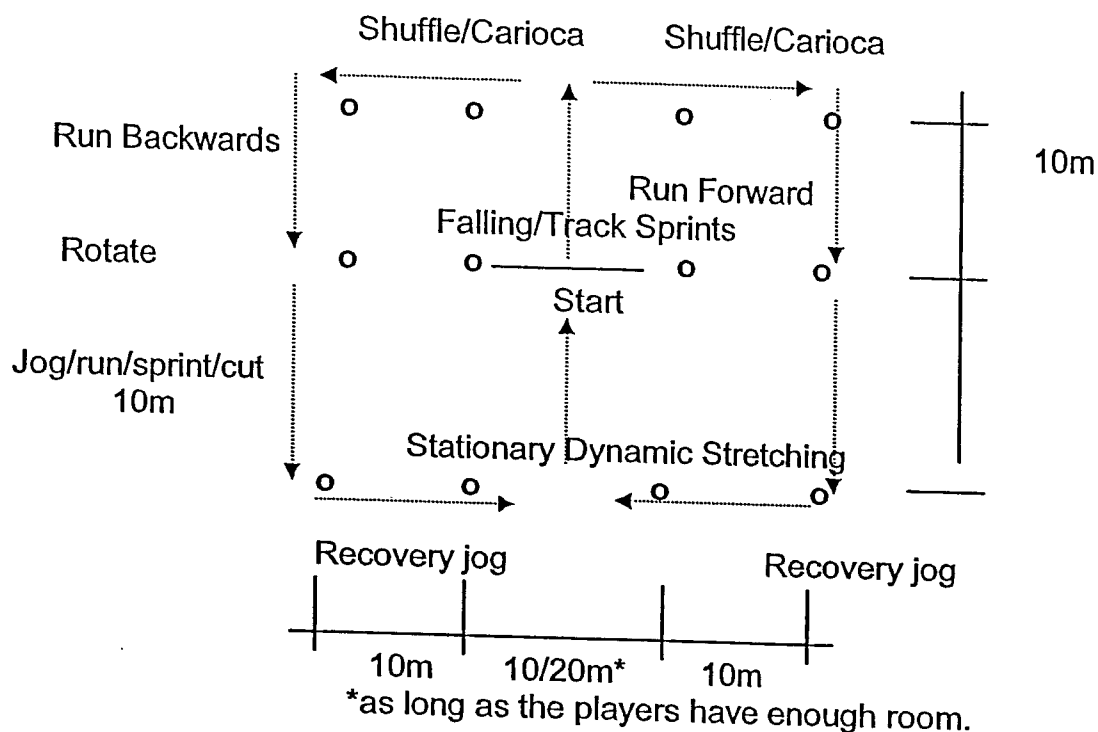 Shuffle/Carioca
Shuffle/Carioca
Run Backwards
10m
Run Forward
Falling/Track Sprints
Rotate
Start
Jog/run/sprint/cut
10m
Stationary Dynamic Stretching
Recovery jog
Recovery jog
10m
10/20m*
10m
*as long as the players have enough room.